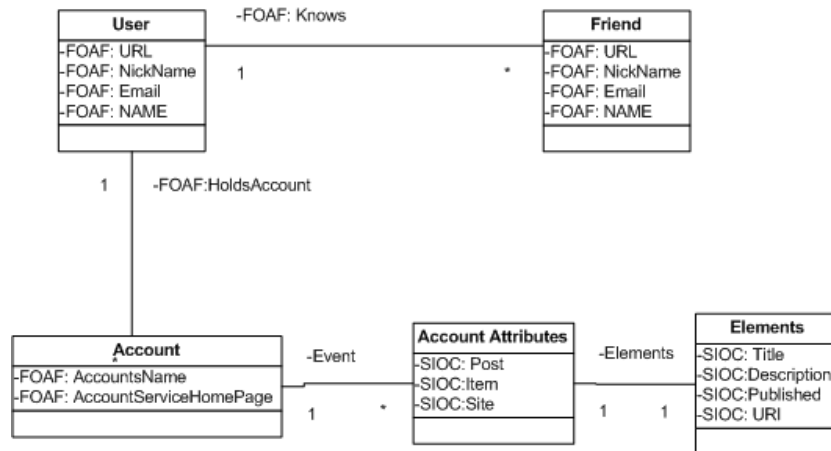 -FOAF: Knows
User
-FOAF: URL
-FOAF: NickName
-FOAF: Email
-FOAF: NAME
1
*
Friend
-FOAF: URL
-FOAF: NickName
-FOAF: Email
-FOAF: NAME
1
-FOAF:HoldsAccount
*
Account
-FOAF: AccountsName
-FOAF: AccountServiceHomePage
-Event
1
*
Account Attributes
-SIOC: Post
-SIOC:Item
-SIOC:Site
-Elements
1
1
Elements
-SIOC: Title
-SIOC:Description
-SIOC:Published
-SIOC: URI